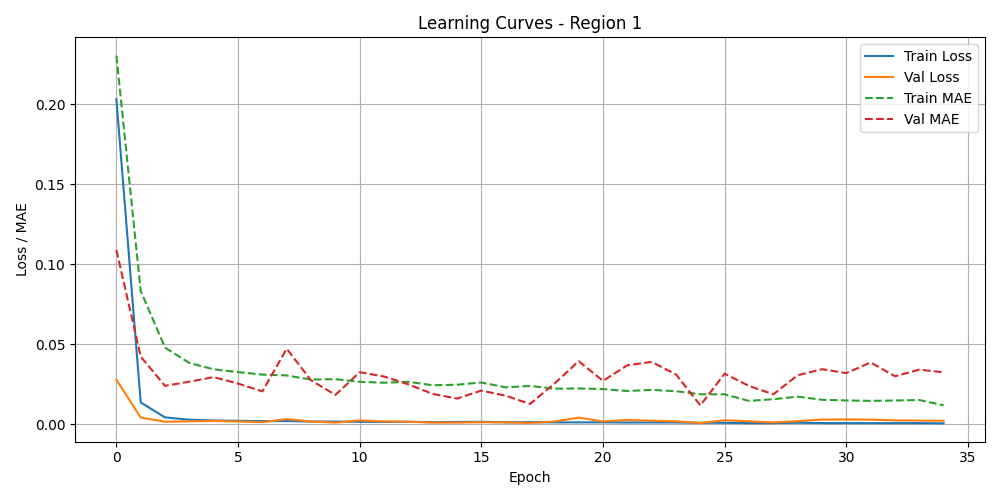 Learning Curves - Region 1
Train Loss
Val Loss
Train MAE
Val MAE
0.20
0.15
0.10
0.05
0.00
Loss / MAE
0 5 10 15 20 25 30 35
Epoch